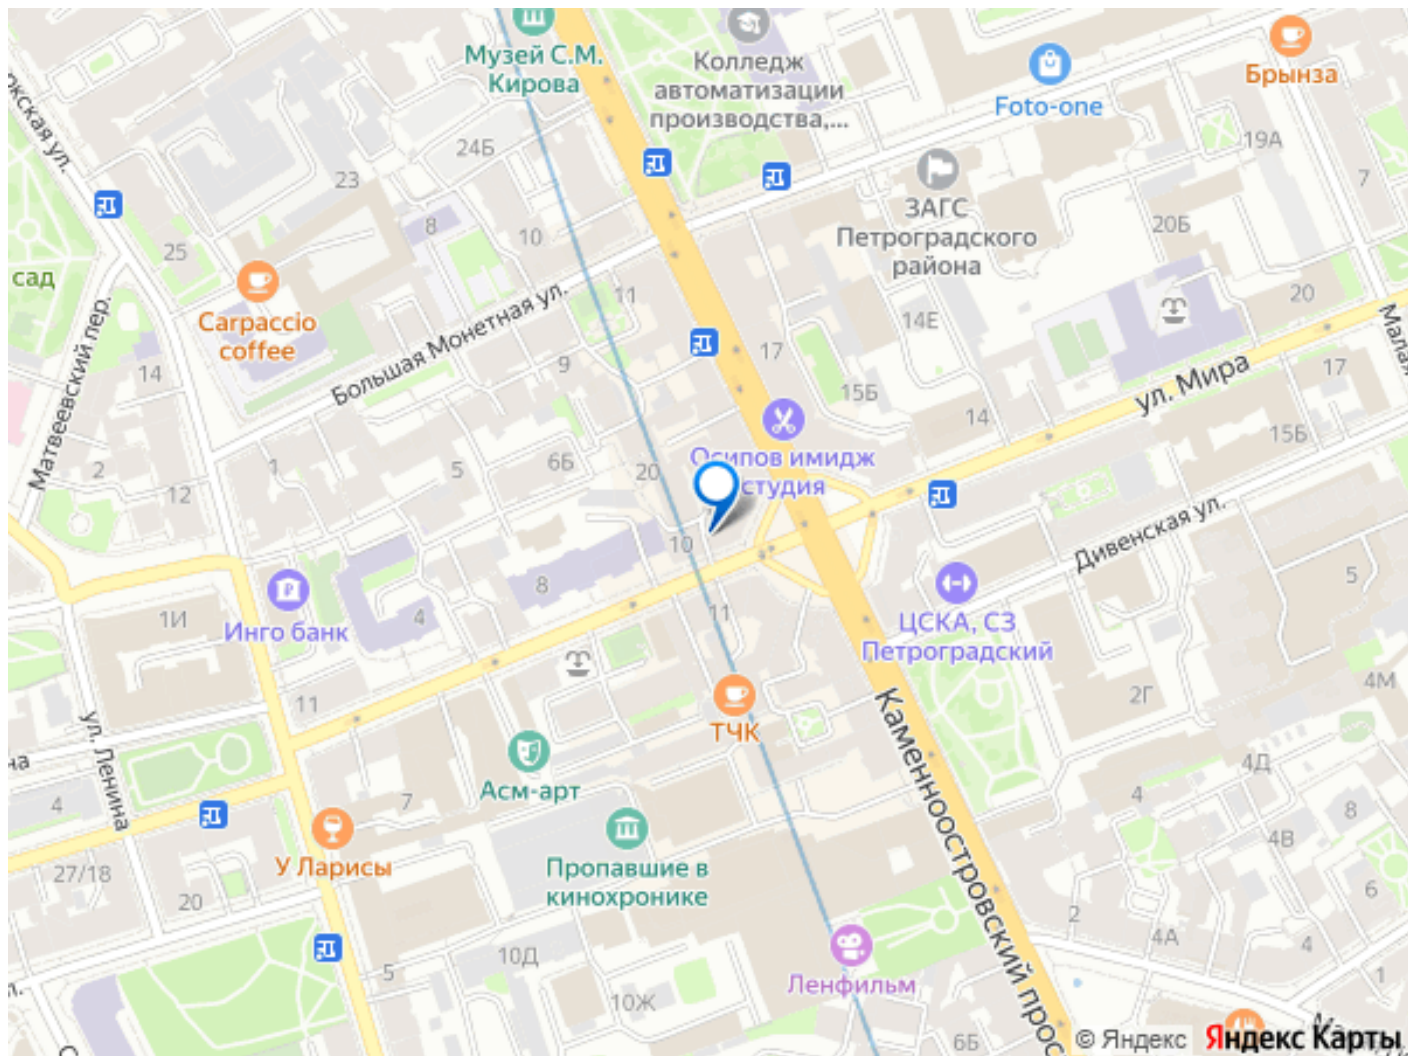 Музей С.М.
Кирова
Колледж
автоматизации
производства,...
Foto-one
Брынза
24Б
19А
23
8
10
7
ЗАГС
Петроградского
района
20Б
25
сад
Carpaccio
coffee
Большая Монетная ул.
11
14Е
20
Малая
Матвеевский пер.
14
9
17
15Б
ул. Мира
17
14
15Б
Осипов имидж
студия
2
12
1
5
6Б
20
10
8
4
Дивенская ул.
5
1И
Инго банк
11
ЦСКА, СЗ
Петроградский
2Г
4М
11
ТЧК
Каменноостровский прос
ул. Ленина
на
4
Асм-арт
7
4Д
4
8
4В
У Ларисы
Пропавшие в
кинохронике
27/18
20
6
2
4А
4
1
5
10Д
10Ж
Ленфильм
6Б
© Яндекс
Яндекс Карты